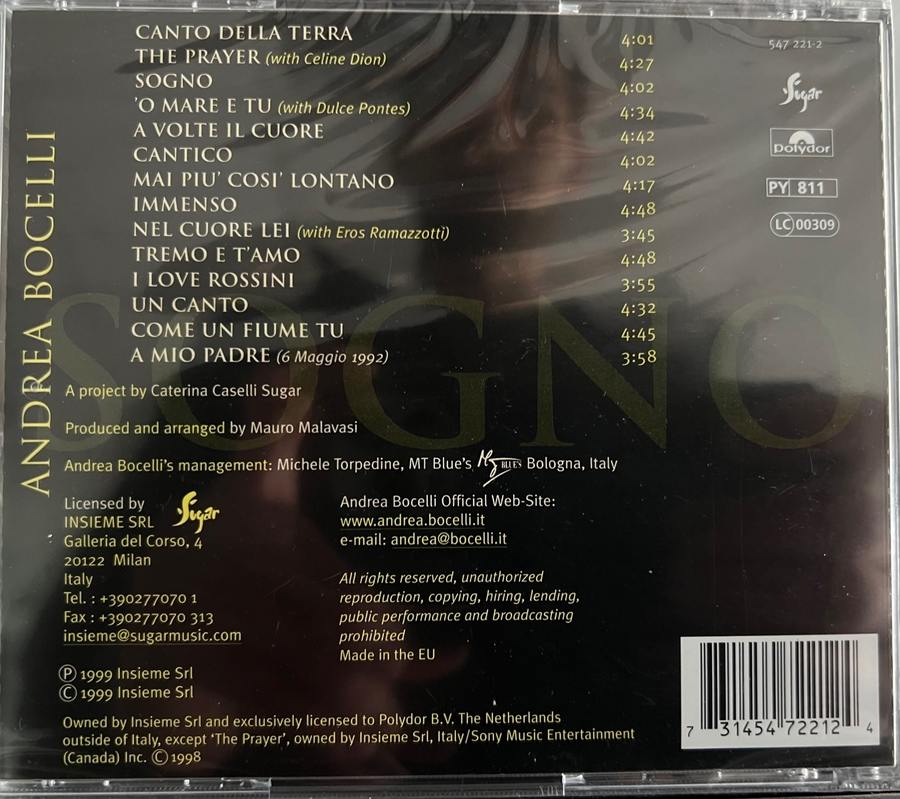 CANTO DELLA TERRA 4:01
THE PRAYER (with Celine Dion) 4:27
SOGNO 4:02
'O MARE E TU (with Dulce Pontes) 4:34
A VOLTE IL CUORE 4:42
CANTICO 4:02
MAI PIU' COSI' LONTANO 4:17
IMMENSO 4:48
NEL CUORE LEI (with Eros Ramazzotti) 3:45
TREMO E T'AMO 4:48
I LOVE ROSSINI 3:55
UN CANTO 4:32
COME UN FIUME TU 4:45
A MIO PADRE (6 Maggio 1992) 3:58
547 221-2
Sugar
polydor
PY 811
LC 00309
ANDREA BOCELLI
SOGNO
A project by Caterina Caselli Sugar
Produced and arranged by Mauro Malavasi
Andrea Bocelli's management: Michele Torpedine, MT Blue's, Bologna, Italy
Licensed by
INSIEME SRL
Sugar
Galleria del Corso, 4
20122 Milan
Italy
Tel. : +390277070 1
Fax : +390277070 313
insieme@sugarmusic.com
Andrea Bocelli Official Web-Site:
www.andrea.bocelli.it
e-mail: andrea@bocelli.it
All rights reserved, unauthorized
reproduction, copying, hiring, lending,
public performance and broadcasting
prohibited
Made in the EU
Ⓟ 1999 Insieme Srl
© 1999 Insieme Srl
Owned by Insieme Srl and exclusively licensed to Polydor B.V. The Netherlands
outside of Italy, except 'The Prayer', owned by Insieme Srl, Italy/Sony Music Entertainment
(Canada) Inc. © 1998
7 31454 72212 4